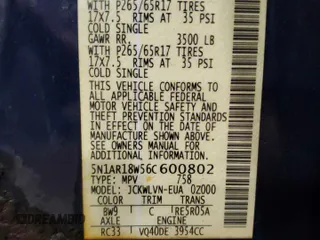 WITH P265/65R17 TIRES
17X7.5 RIMS AT 35 PSI
COLD SINGLE
GAWR RR. 3500 LB
WITH P265/65R17 TIRES
17X7.5 RIMS AT 35 PSI
COLD SINGLE
THIS VEHICLE CONFORMS TO
ALL APPLICABLE FEDERAL
MOTOR VEHICLE SAFETY AND
THEFT PREVENTION STANDARDS
IN EFFECT ON THE DATE OF
MANUFACTURE SHOWN ABOVE.
SEE OWNERS MANUAL FOR
ADDITIONAL INFORMATION
5N1AR18W56C600802
TYPE: MPV 758
MODEL: JCKWLVN-EUA 0Z000
COLOR TRIM TRANS
BW9 C RE5R05A
AXLE ENGINE
RC33 VQ40DE 3954CC